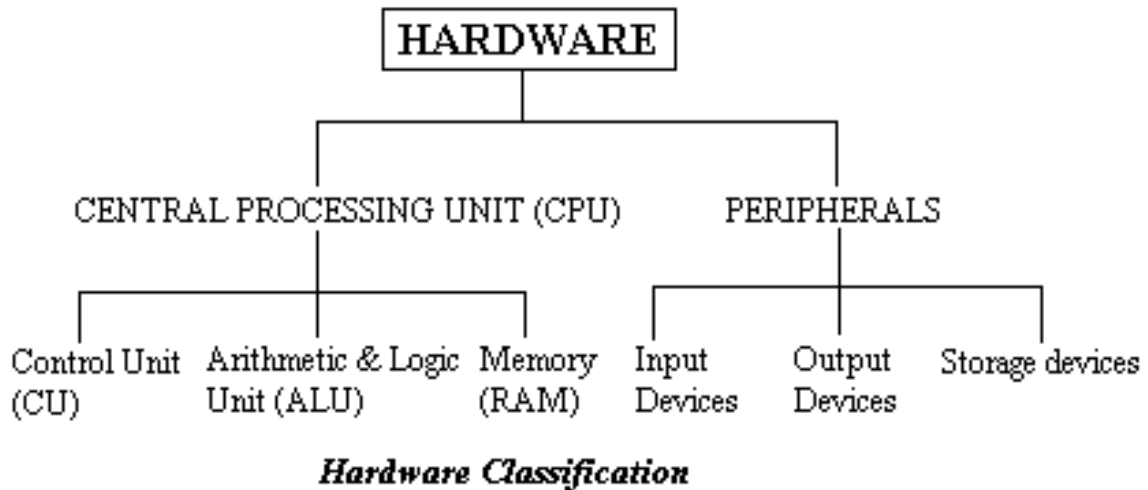 HARDWARE
CENTRAL PROCESSING UNIT (CPU)
PERIPHERALS
Control Unit
(CU)
Arithmetic & Logic
Unit (ALU)
Memory
(RAM)
Input
Devices
Output
Devices
Storage devices
Hardware Classification